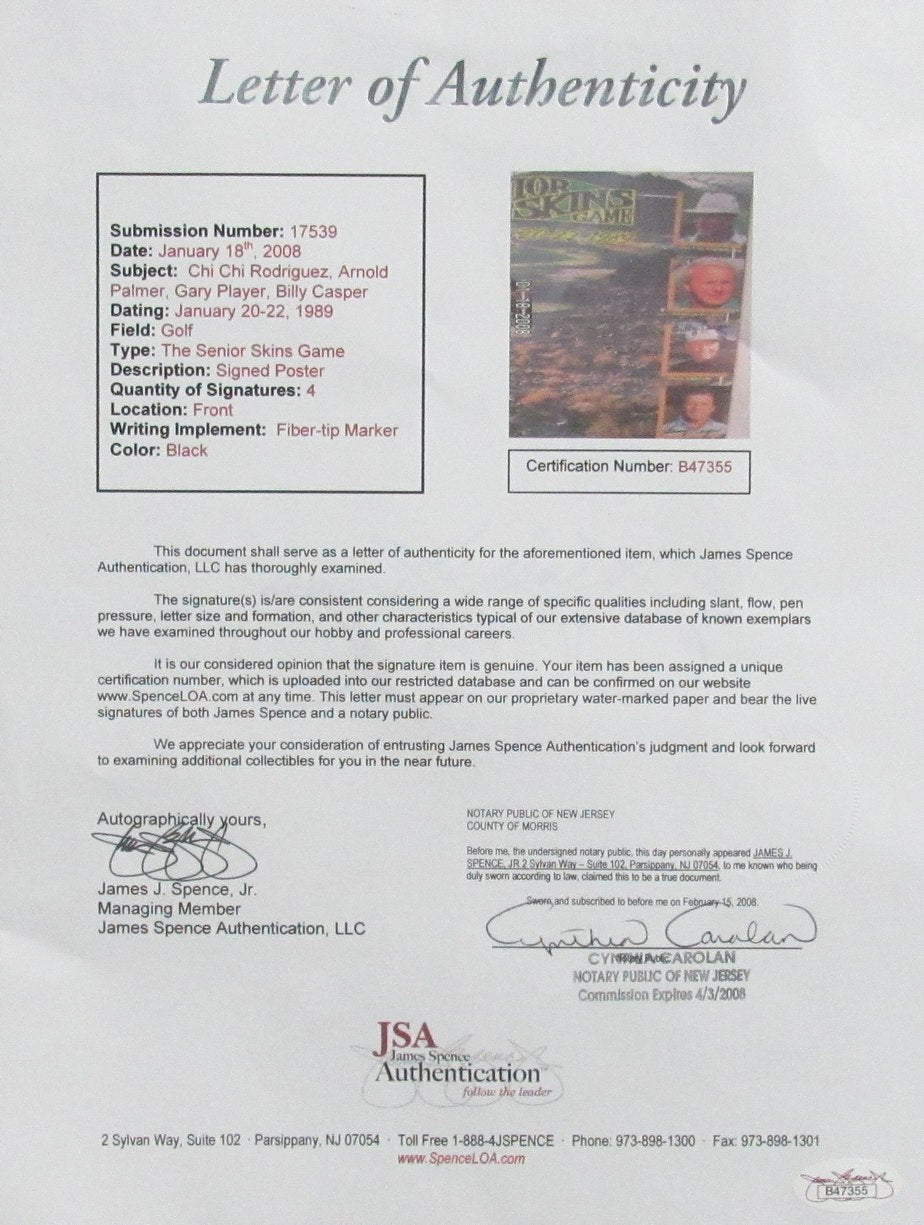 Letter of Authenticity
Submission Number: 17539
Date: January 18th, 2008
Subject: Chi Chi Rodriguez, Arnold
Palmer, Gary Player, Billy Casper
Dating: January 20-22, 1989
Field: Golf
Type: The Senior Skins Game
Description: Signed Poster
Quantity of Signatures: 4
Location: Front
Writing Implement: Fiber-tip Marker
Color: Black
IOR
SKINS
GAME
01-18-2008
Certification Number: B47355
This document shall serve as a letter of authenticity for the aforementioned item, which James Spence
Authentication, LLC has thoroughly examined.
The signature(s) is/are consistent considering a wide range of specific qualities including slant, flow, pen
pressure, letter size and formation, and other characteristics typical of our extensive database of known exemplars
we have examined throughout our hobby and professional careers.
It is our considered opinion that the signature item is genuine. Your item has been assigned a unique
certification number, which is uploaded into our restricted database and can be confirmed on our website
www.SpenceLOA.com at any time. This letter must appear on our proprietary water-marked paper and bear the live
signatures of both James Spence and a notary public.
We appreciate your consideration of entrusting James Spence Authentication's judgment and look forward
to examining additional collectibles for you in the near future.
Autographically yours,
James J. Spence, Jr.
Managing Member
James Spence Authentication, LLC
NOTARY PUBLIC OF NEW JERSEY
COUNTY OF MORRIS
Before me, the undersigned notary public, this day personally appeared JAMES J.
SPENCE, JR 2 Sylvan Way – Suite 102, Parsippany, NJ 07054, to me known who being
duly sworn according to law, claimed this to be a true document.
Sworn and subscribed to before me on February 15, 2008.
Cynthia Carolan
CYNTHIA CAROLAN
NOTARY PUBLIC OF NEW JERSEY
Commission Expires 4/3/2008
JSA
James Spence
Authentication
follow the leader
2 Sylvan Way, Suite 102 · Parsippany, NJ 07054 · Toll Free 1-888-4JSPENCE · Phone: 973-898-1300 · Fax: 973-898-1301
www.SpenceLOA.com
B47355